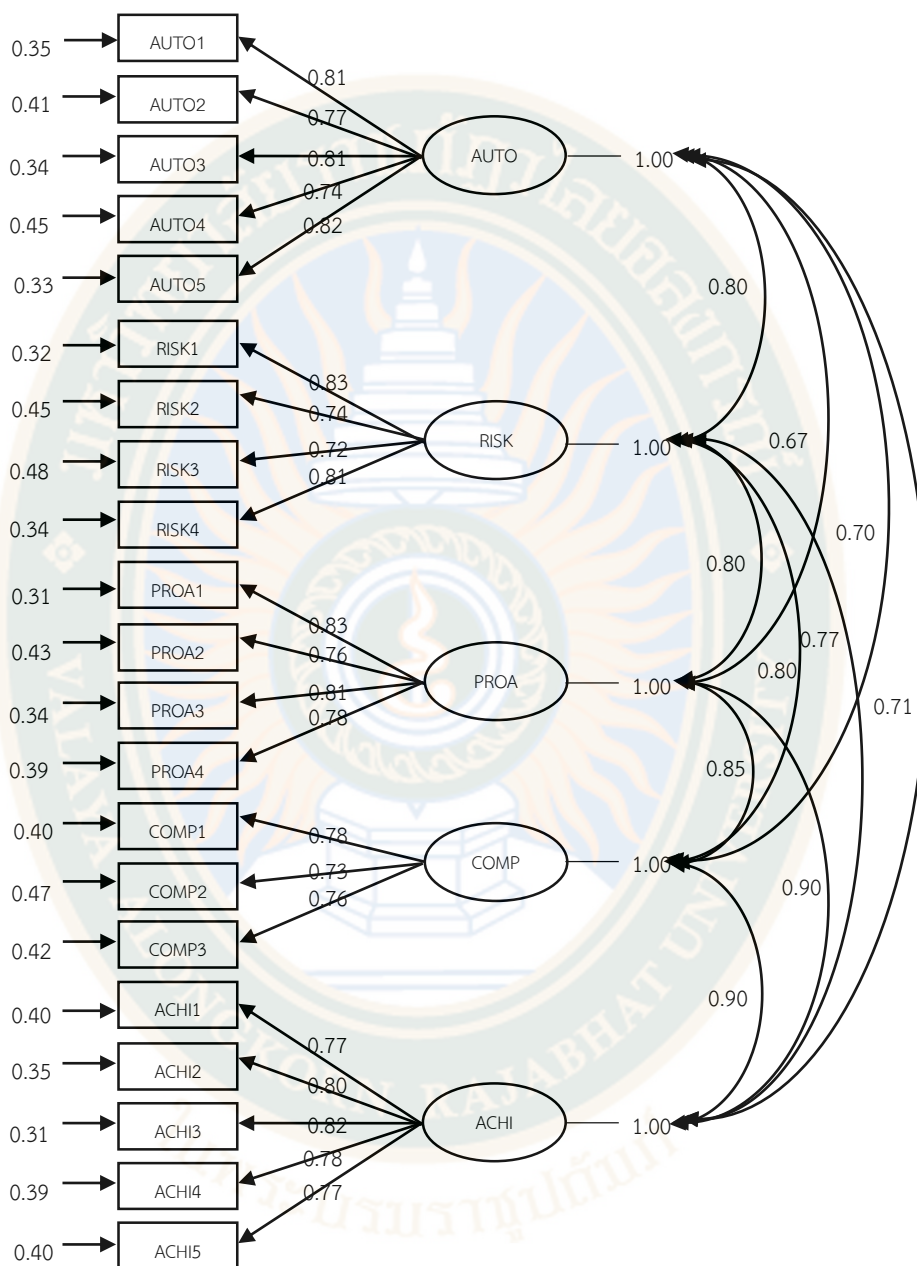 0.35 AUTO1
0.81
0.41 AUTO2
0.77
0.34 AUTO3 0.81 AUTO 1.00
0.74
0.45 AUTO4
0.82
0.33 AUTO5 0.80
0.32 RISK1
0.83
0.45 RISK2
0.74
RISK 1.00 0.67
0.72
0.48 RISK3
0.81
0.70
0.34 RISK4
0.80
0.31 PROA1
0.83
0.77
0.43 PROA2
0.76
0.80
PROA 1.00
0.34 PROA3 0.81 0.71
0.78
0.39 PROA4 0.85
0.40 COMP1 0.78
COMP 1.00
0.73
0.47 COMP2 0.90
0.76
0.42 COMP3
0.90
0.40 ACHI1
0.77
0.35 ACHI2
0.80
0.31 ACHI3 0.82 ACHI 1.00
0.78
0.39 ACHI4
0.77
0.40 ACHI5
RAJABHAT